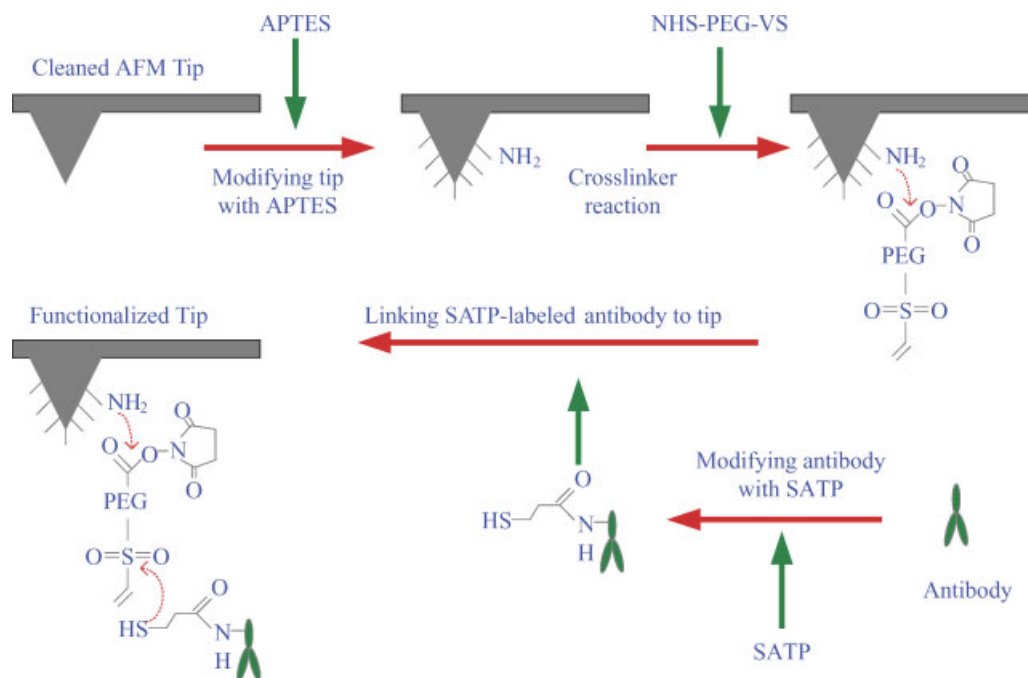 APTES
NHS-PEG-VS
Cleaned AFM Tip
NH2
Modifying tip
with APTES
Crosslinker
reaction
NH2
O
O
O
N
O
PEG
O=S=O
Functionalized Tip
Linking SATP-labeled antibody to tip
NH2
O
O
O
N
O
PEG
O=S=O
HS
O
N
H
O
HS
N
H
Modifying antibody
with SATP
Antibody
SATP